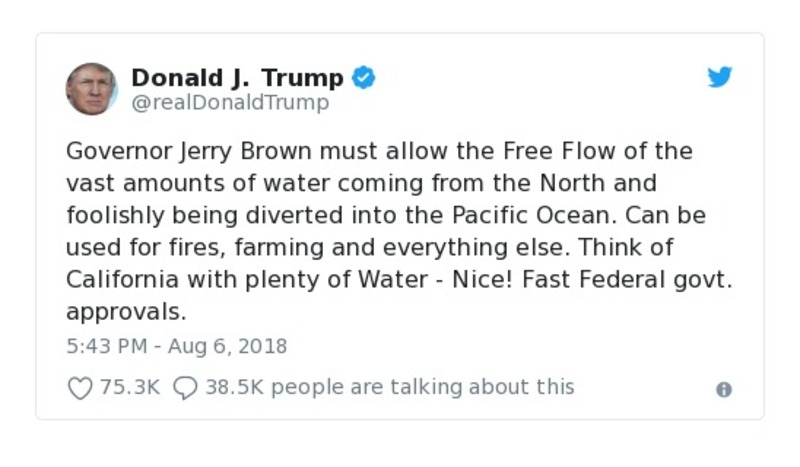 Donald J. Trump
@realDonaldTrump
Governor Jerry Brown must allow the Free Flow of the
vast amounts of water coming from the North and
foolishly being diverted into the Pacific Ocean. Can be
used for fires, farming and everything else. Think of
California with plenty of Water - Nice! Fast Federal govt.
approvals.
5:43 PM - Aug 6, 2018
75.3K 38.5K people are talking about this